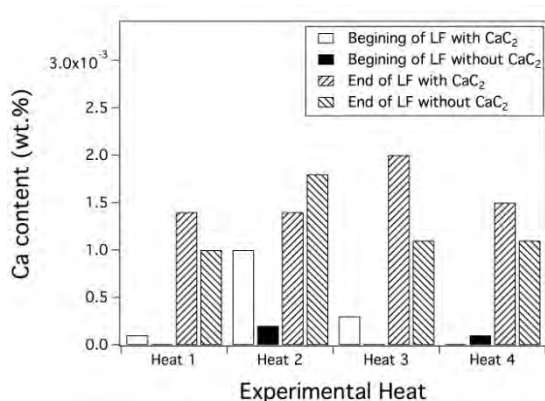 Begining of LF with CaC2
Begining of LF without CaC2
End of LF with CaC2
End of LF without CaC2
3.0x10-3
2.5
2.0
1.5
1.0
0.5
0.0
Ca content (wt.%)
Heat 1 Heat 2 Heat 3 Heat 4
Experimental Heat